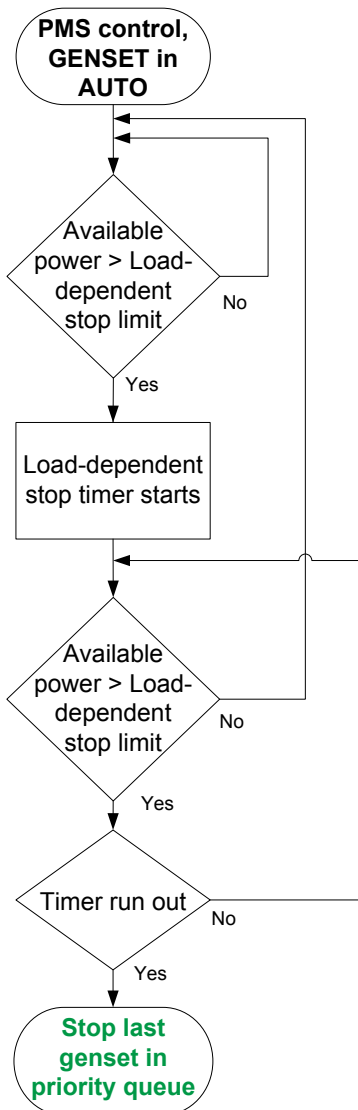 PMS control,
GENSET in
AUTO
Available
power > Load-
dependent
stop limit
No
Yes
Load-dependent
stop timer starts
Available
power > Load-
dependent
stop limit
No
Yes
Timer run out
No
Yes
Stop last
genset in
priority queue